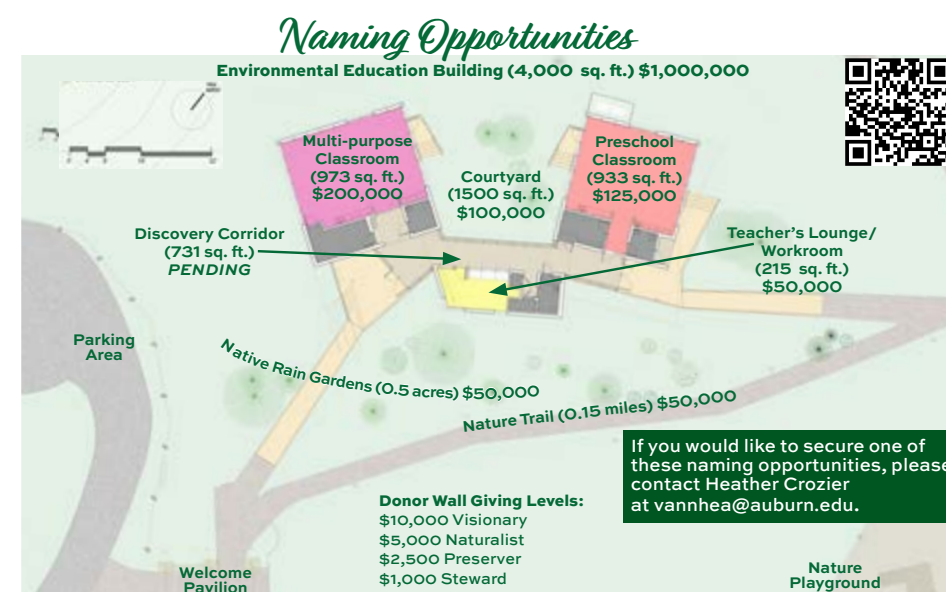 Naming Opportunities
Environmental Education Building (4,000 sq. ft.) $1,000,000
Multi-purpose
Classroom
(973 sq. ft.)
$200,000
Preschool
Classroom
(933 sq. ft.)
$125,000
Courtyard
(1500 sq. ft.)
$100,000
Discovery Corridor
(731 sq. ft.)
PENDING
Teacher's Lounge/
Workroom
(215 sq. ft.)
$50,000
Parking
Area
Native Rain Gardens (0.5 acres) $50,000
Nature Trail (0.15 miles) $50,000
If you would like to secure one of
these naming opportunities, please
contact Heather Crozier
at vannhea@auburn.edu.
Donor Wall Giving Levels:
$10,000 Visionary
$5,000 Naturalist
$2,500 Preserver
$1,000 Steward
Welcome
Pavilion
Nature
Playground